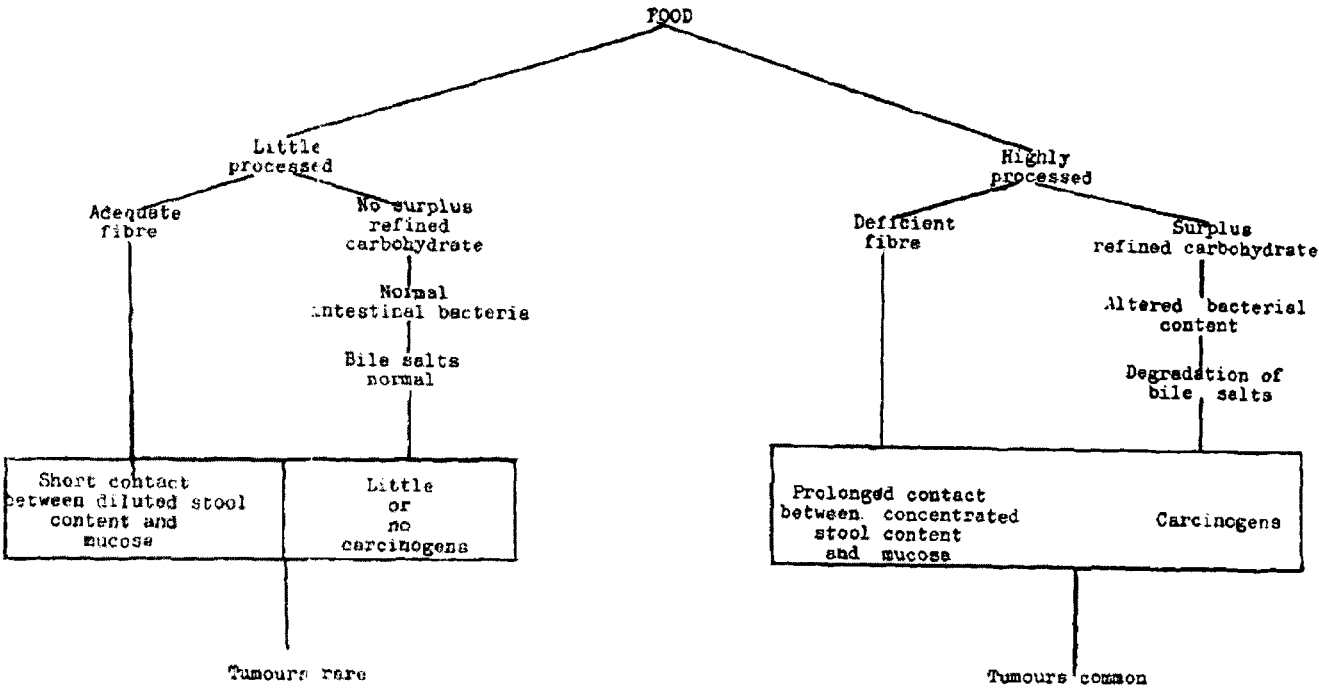 FOOD
Little
processed
Adequate
fibre
No surplus
refined
carbohydrate
Normal
intestinal bacteria
Bile salts
normal
Short contact
between diluted stool
content and
mucosa
Little
or
no
carcinogens
Tumours rare
Highly
processed
Deficient
fibre
Surplus
refined carbohydrate
Altered bacterial
content
Degradation of
bile salts
Prolonged contact
between concentrated
stool content
and mucosa
Carcinogens
Tumours common